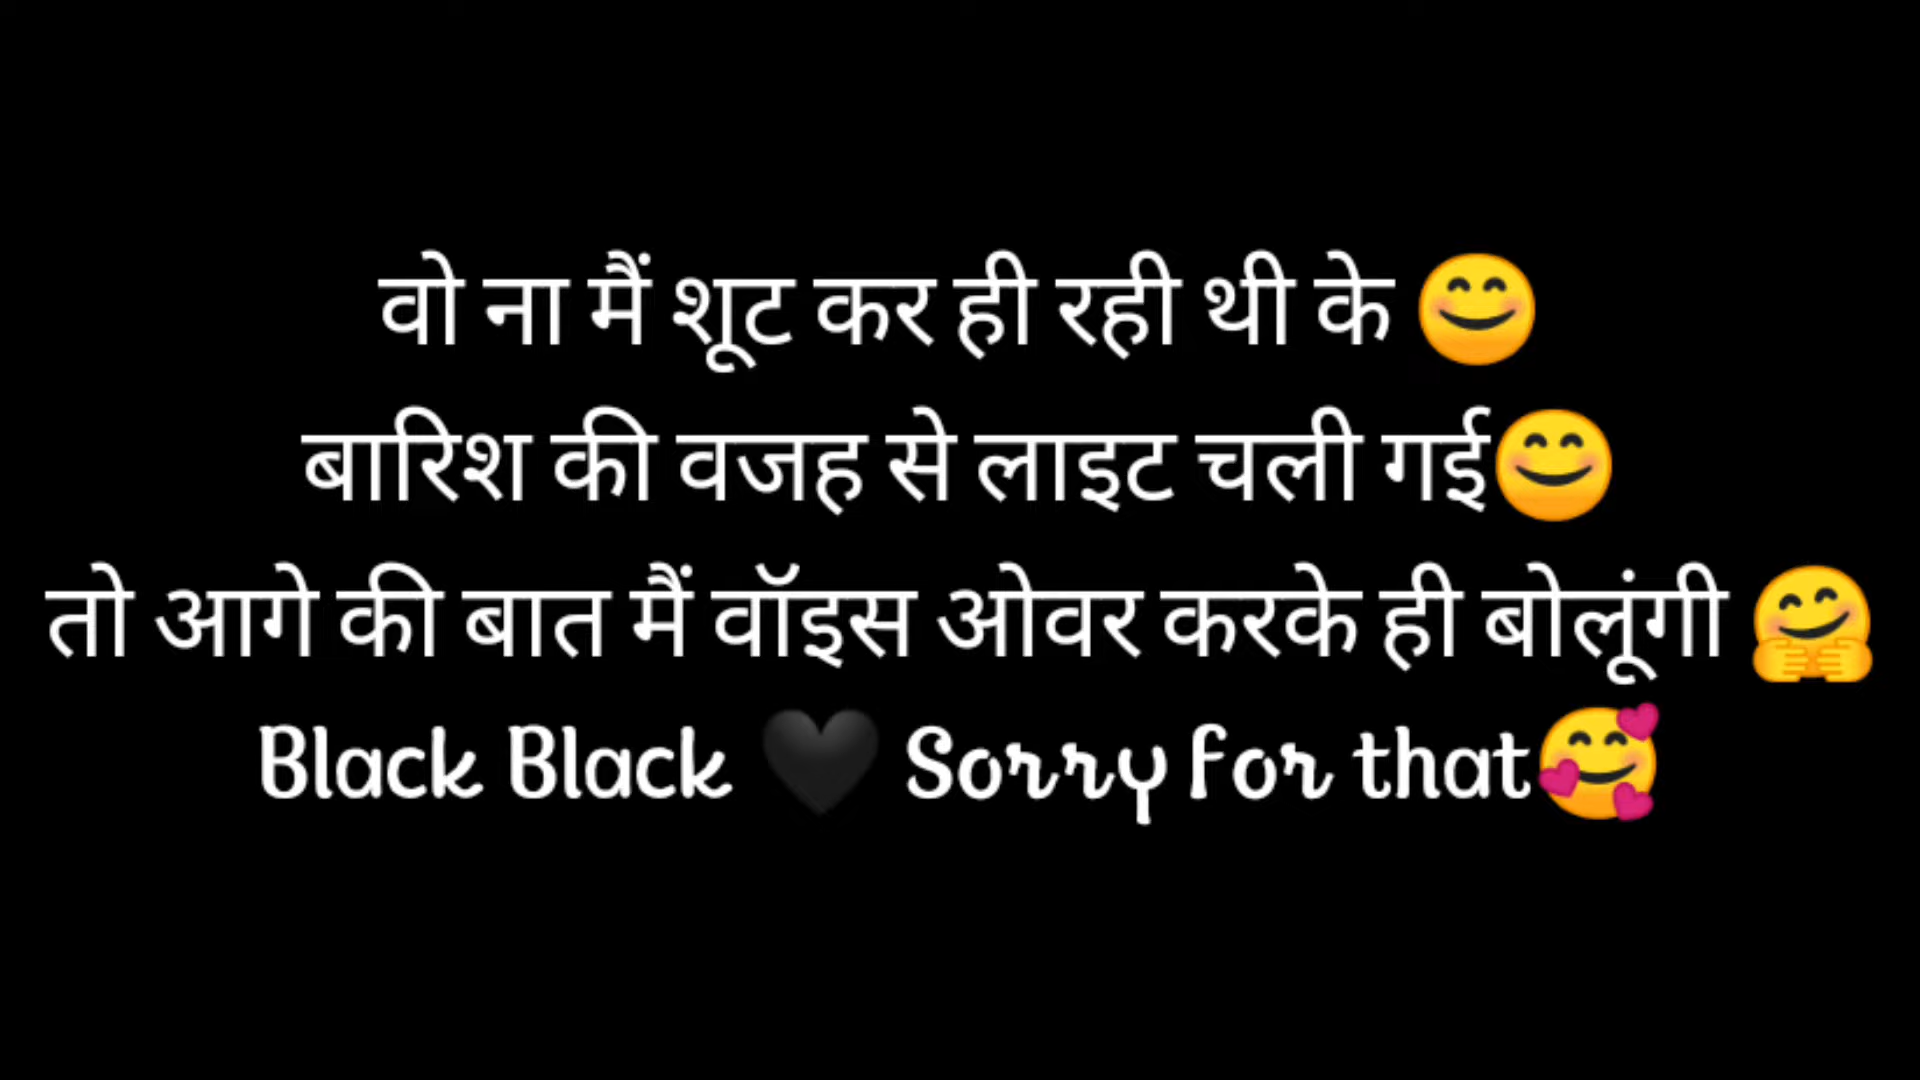 वो ना मैं शूट कर ही रही थी के 😊
बारिश की वजह से लाइट चली गई😊
तो आगे की बात मैं वॉइस ओवर करके ही बोलूंगी 🤗
Black Black 🖤 Sorry for that🥰